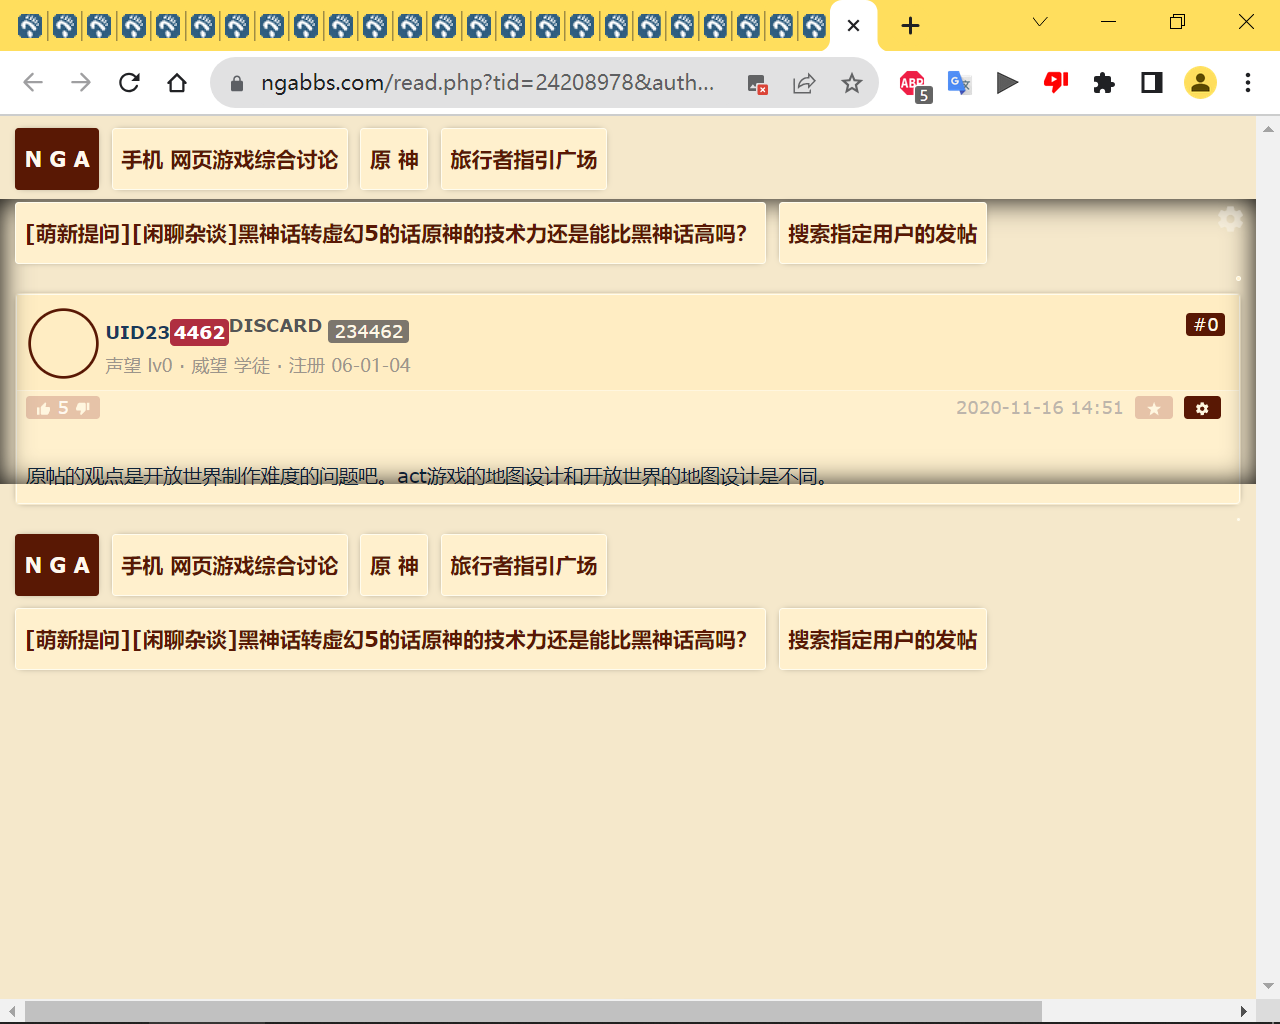 ngabbs.com/read.php?tid=24208978&auth...
ABP
5
N G A
手机 网页游戏综合讨论
原 神
旅行者指引广场
[萌新提问][闲聊杂谈]黑神话转虚幻5的话原神的技术力还是能比黑神话高吗?
搜索指定用户的发帖
UID234462DISCARD 234462
#0
声望 lv0 · 威望 学徒 · 注册 06-01-04
5
2020-11-16 14:51
原帖的观点是开放世界制作难度的问题吧。act游戏的地图设计和开放世界的地图设计是不同。
N G A
手机 网页游戏综合讨论
原 神
旅行者指引广场
[萌新提问][闲聊杂谈]黑神话转虚幻5的话原神的技术力还是能比黑神话高吗?
搜索指定用户的发帖